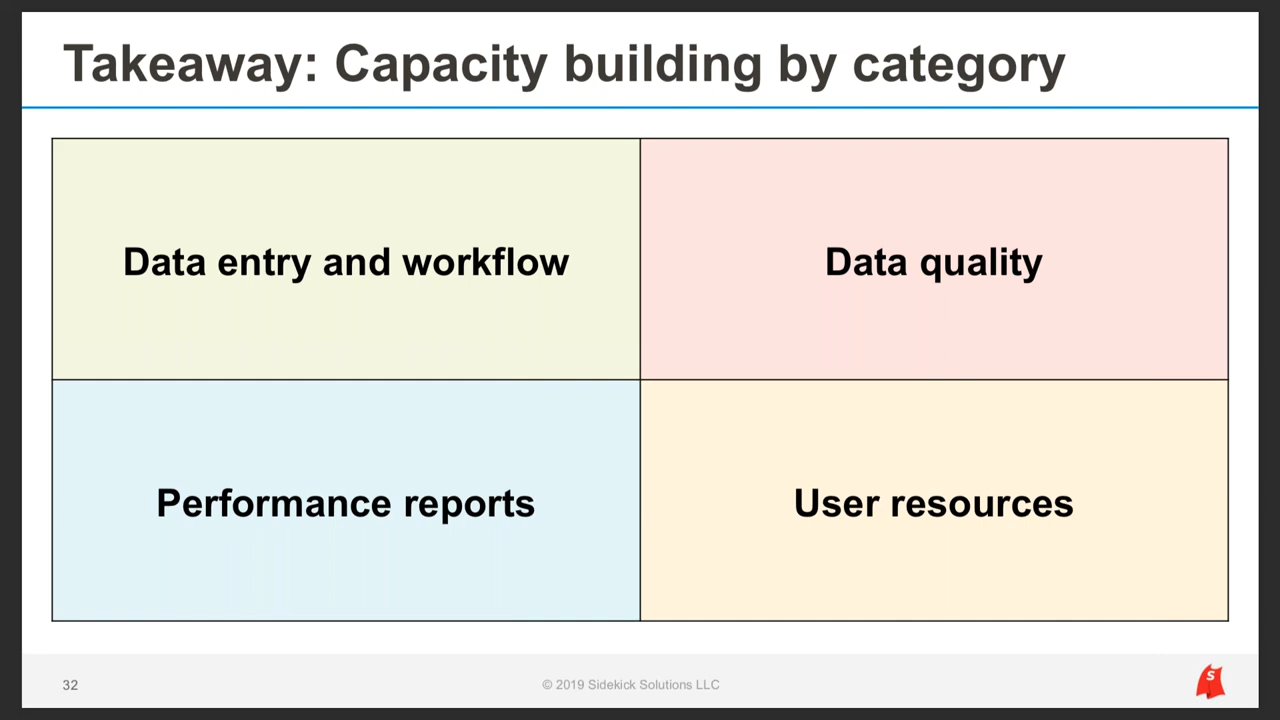 Takeaway: Capacity building by category
Data entry and workflow
Data quality
Performance reports
User resources
32
© 2019 Sidekick Solutions LLC
S